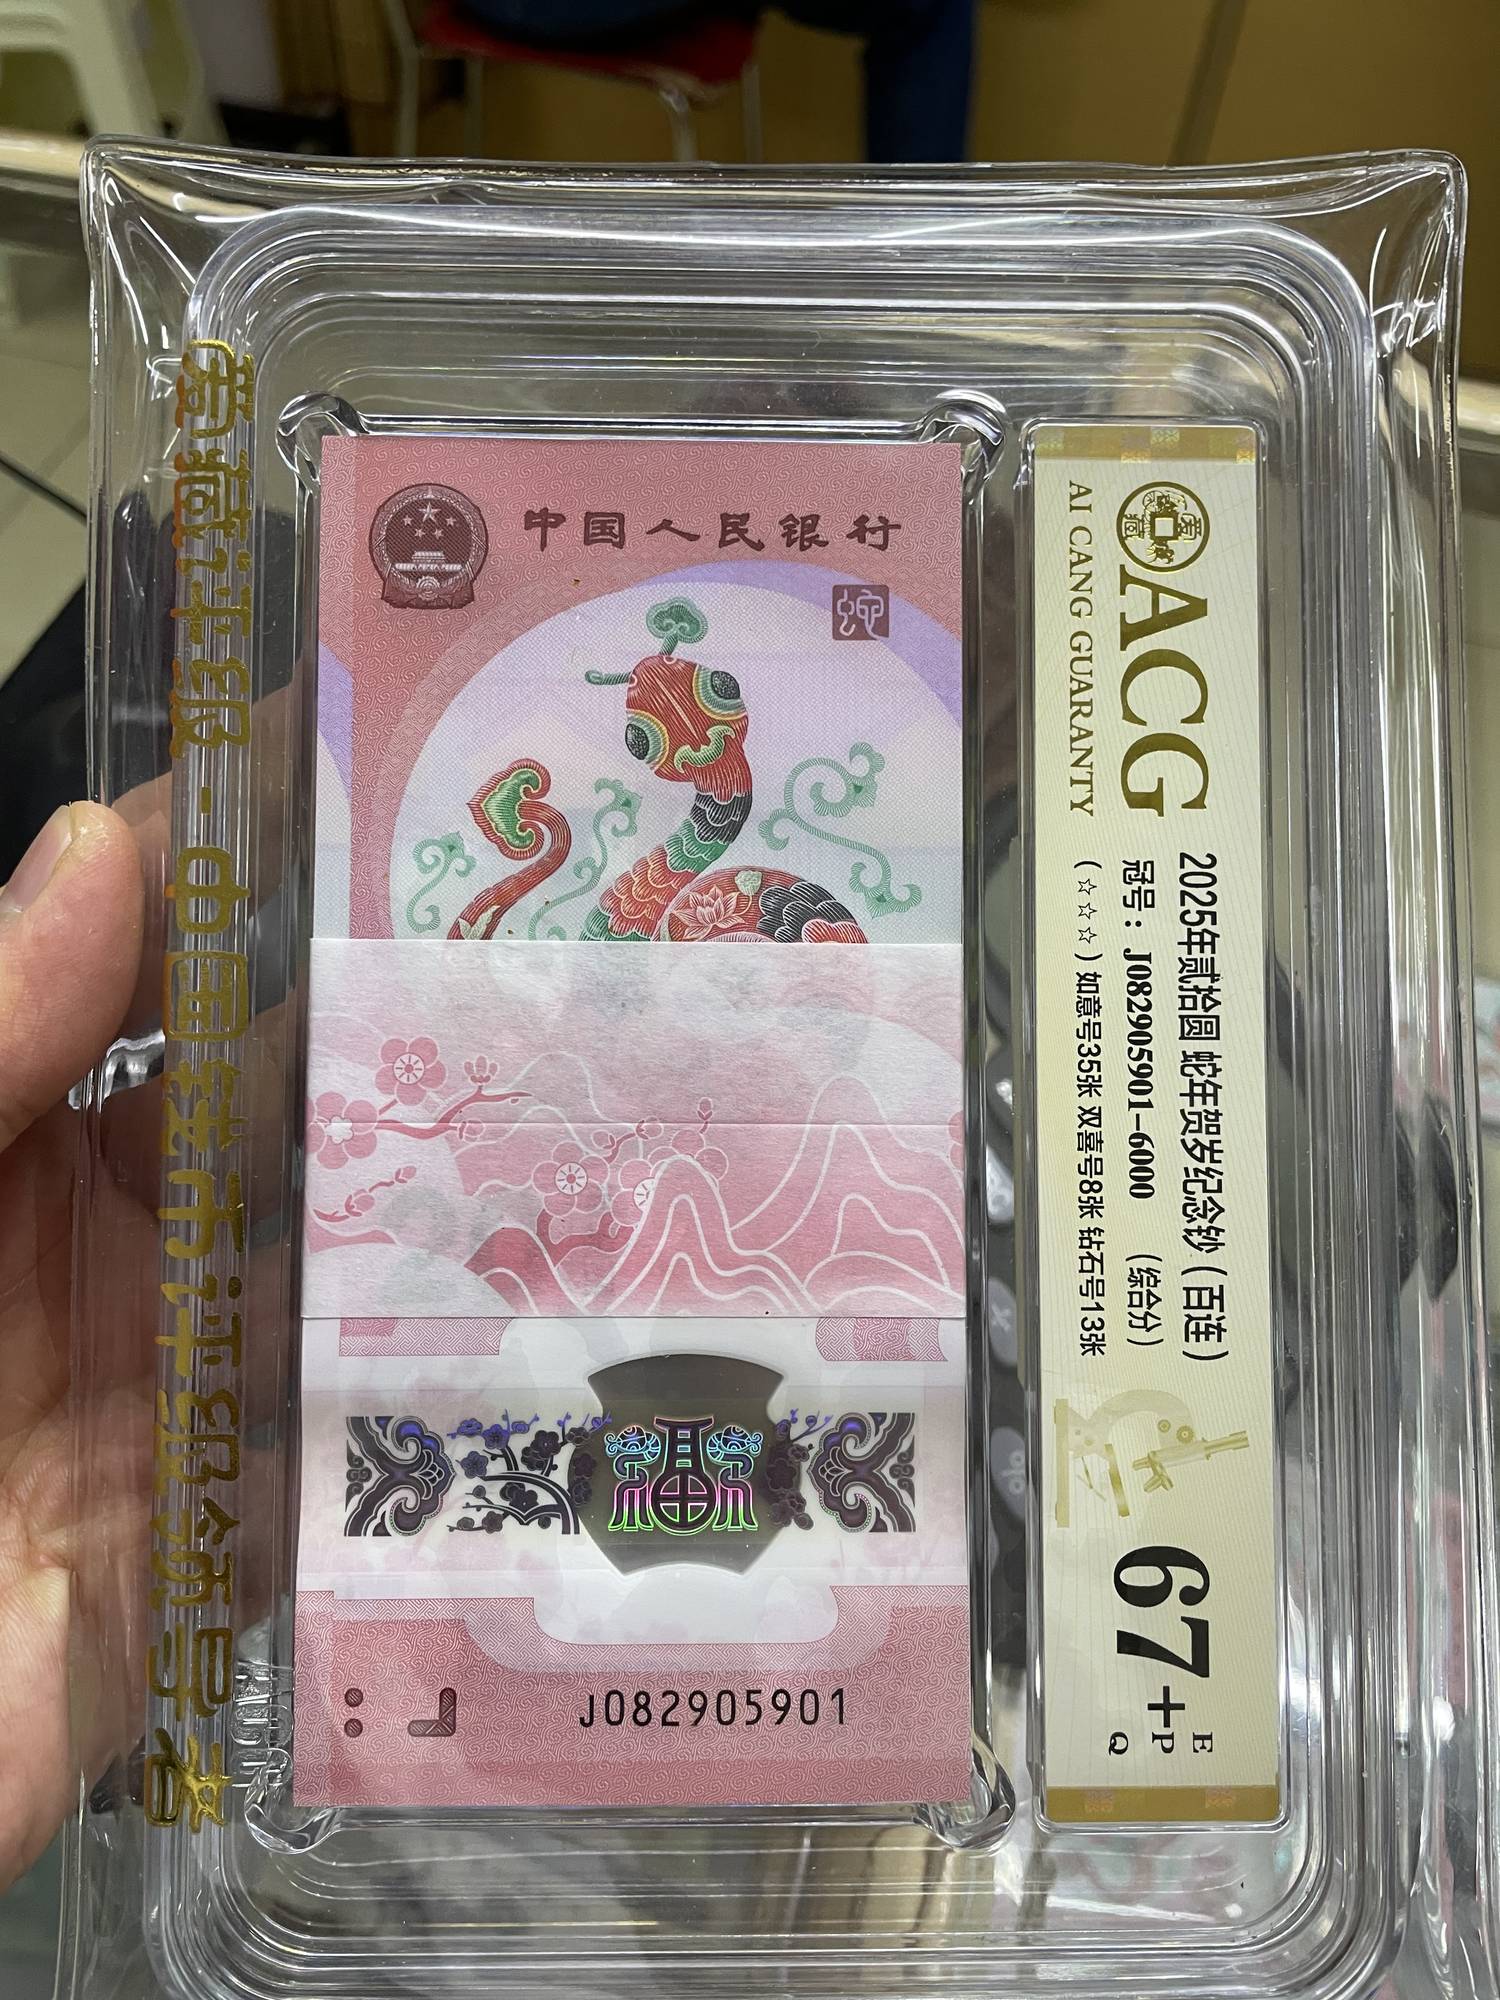 爱藏评级-中国钱币评级领导品牌
中国人民银行
蛇
J082905901
ACG
AI CANG GUARANTY
2025年贰拾圆 蛇年贺岁纪念钞（百连）
冠号：J082905901-6000 （综合分）
（☆☆☆）如意号35张 双喜号8张 钻石号13张
67+
E
P
Q